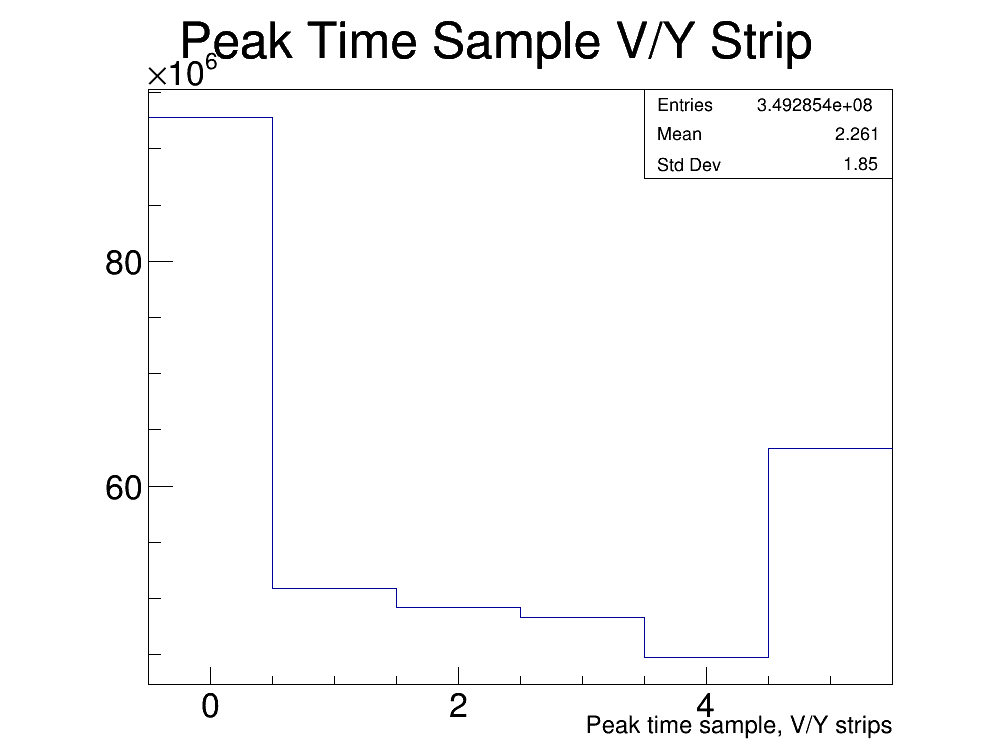 Peak Time Sample V/Y Strip
×10⁶
Entries 3.492854e+08
Mean 2.261
Std Dev 1.85
80
60
0 2 4
Peak time sample, V/Y strips